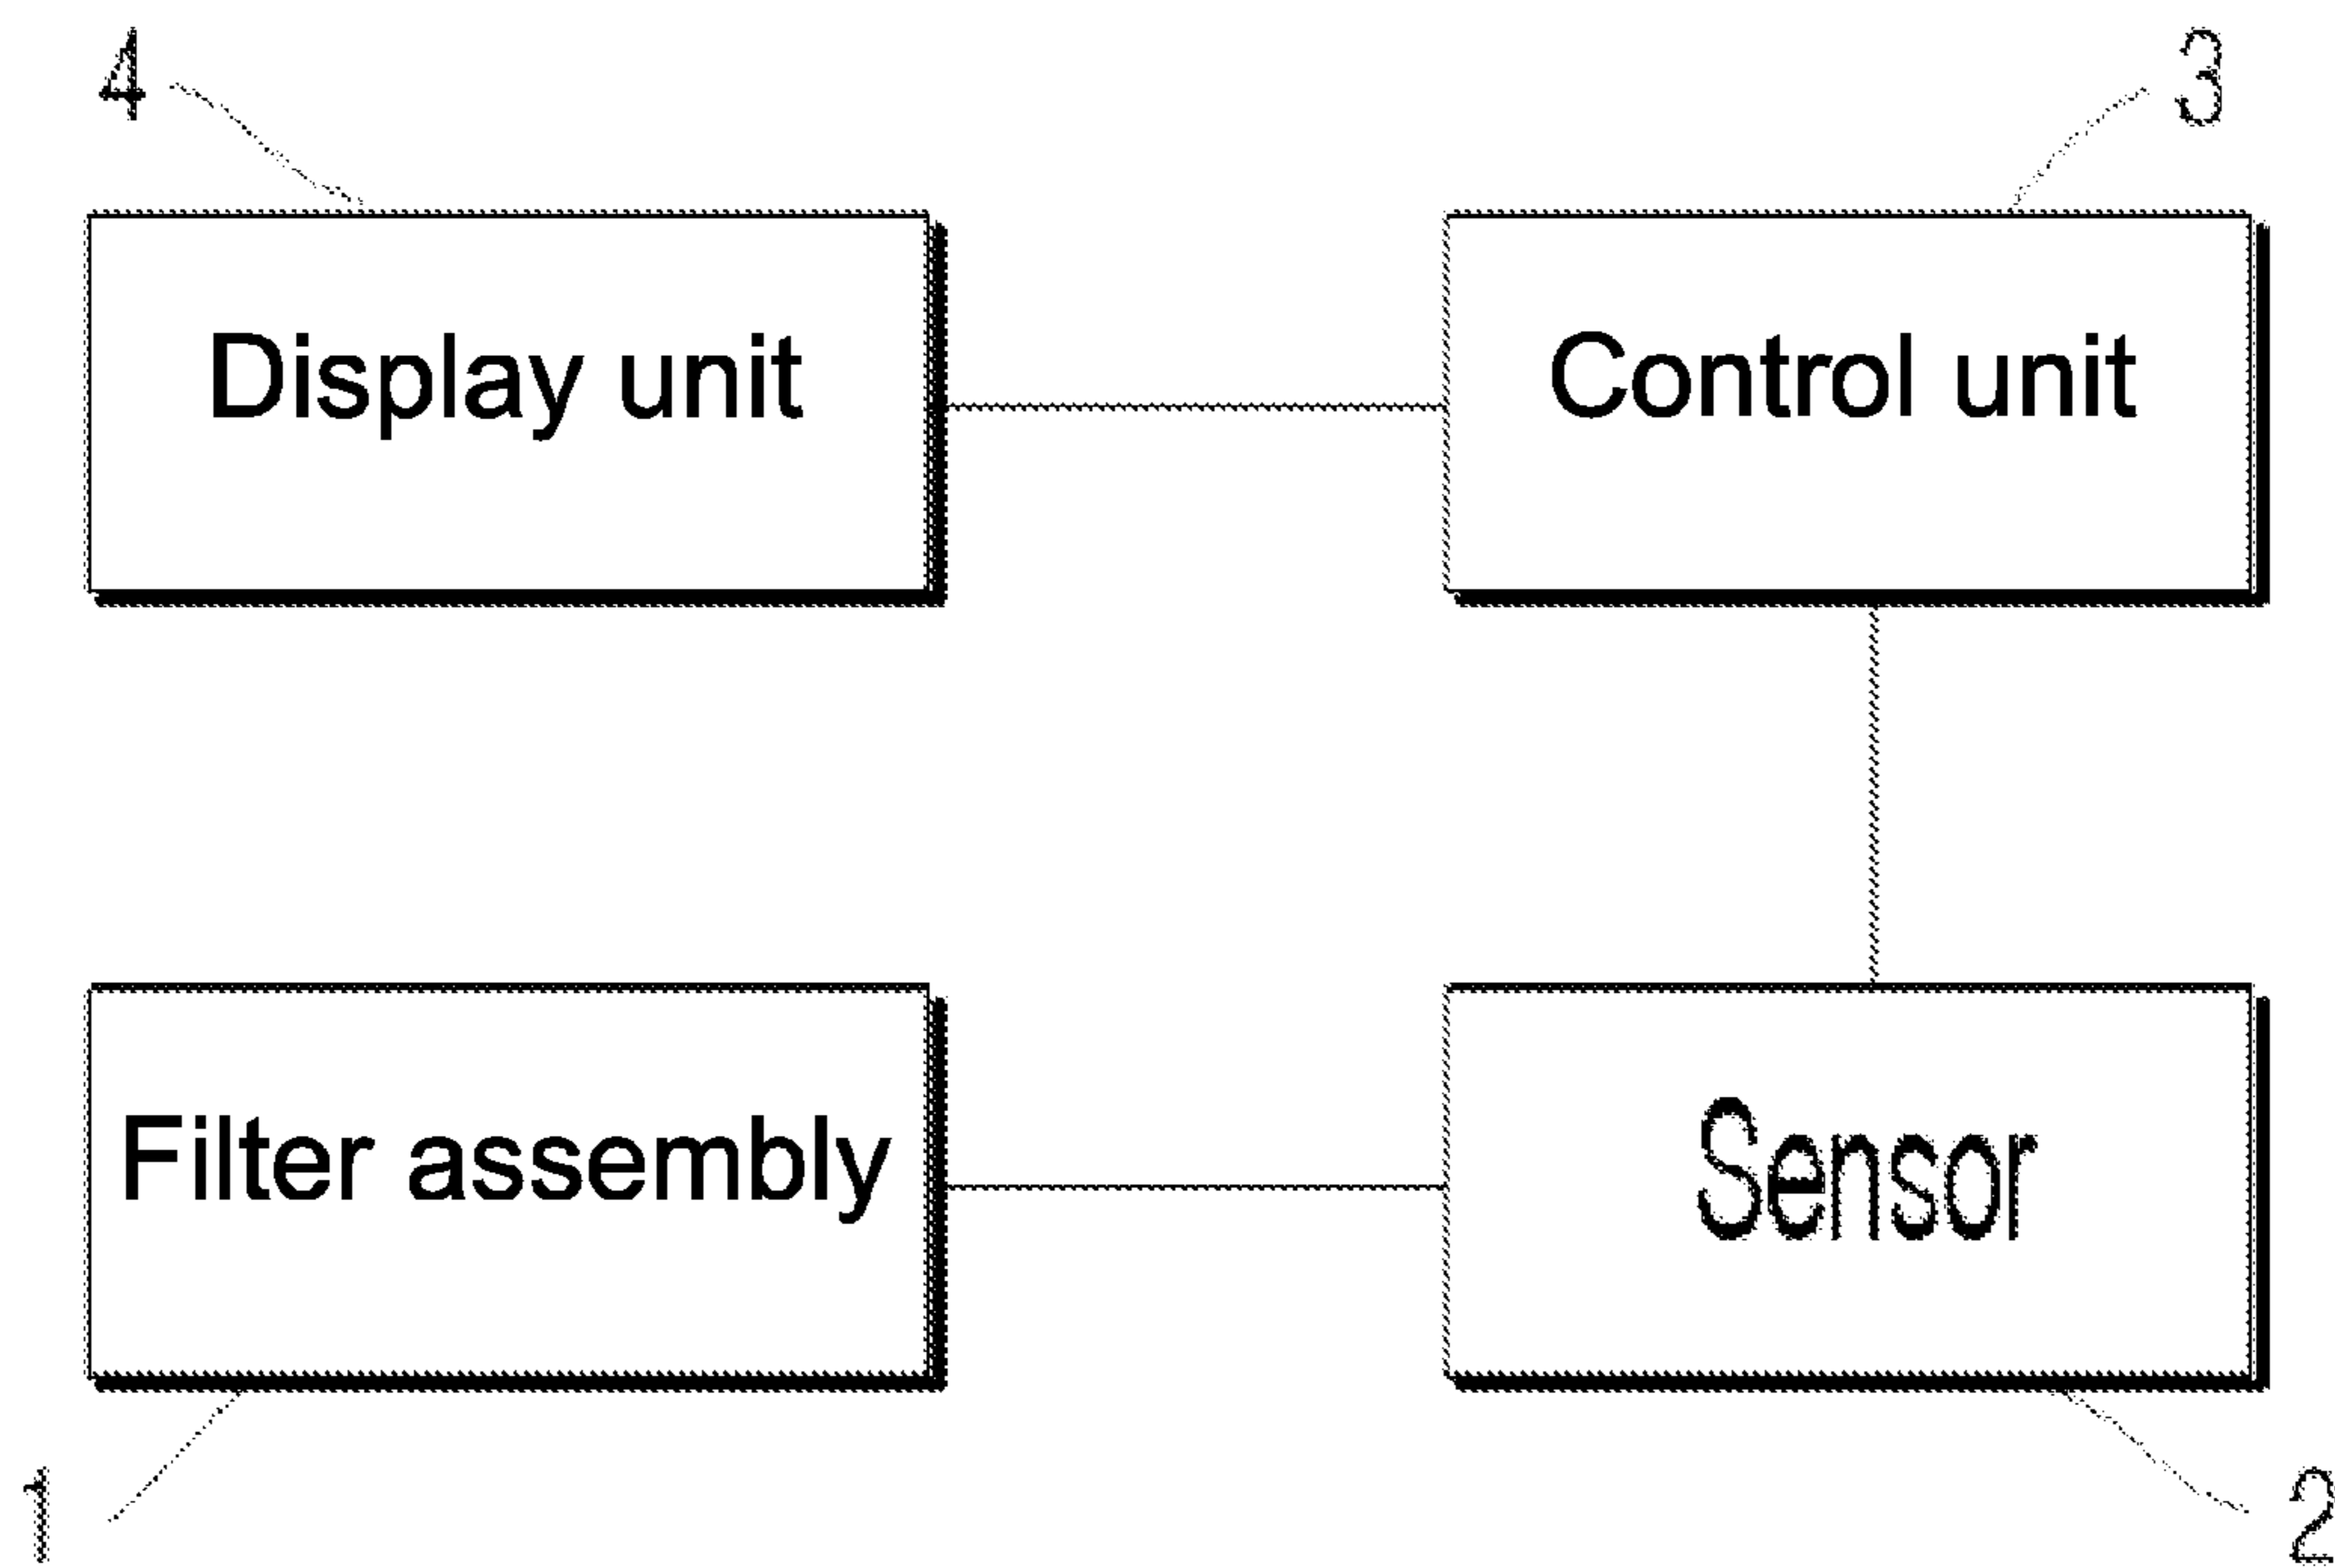 4
3
Display unit
Control unit
Filter assembly
Sensor
1
2